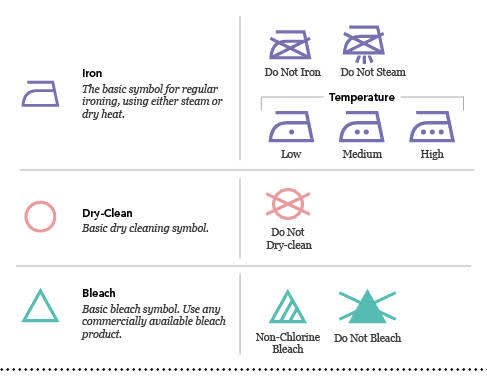 Iron
The basic symbol for regular
ironing, using either steam or
dry heat.
Do Not Iron
Do Not Steam
Temperature
Low
Medium
High
Dry-Clean
Basic dry cleaning symbol.
Do Not
Dry-clean
Bleach
Basic bleach symbol. Use any
commercially available bleach
product.
Non-Chlorine
Bleach
Do Not Bleach